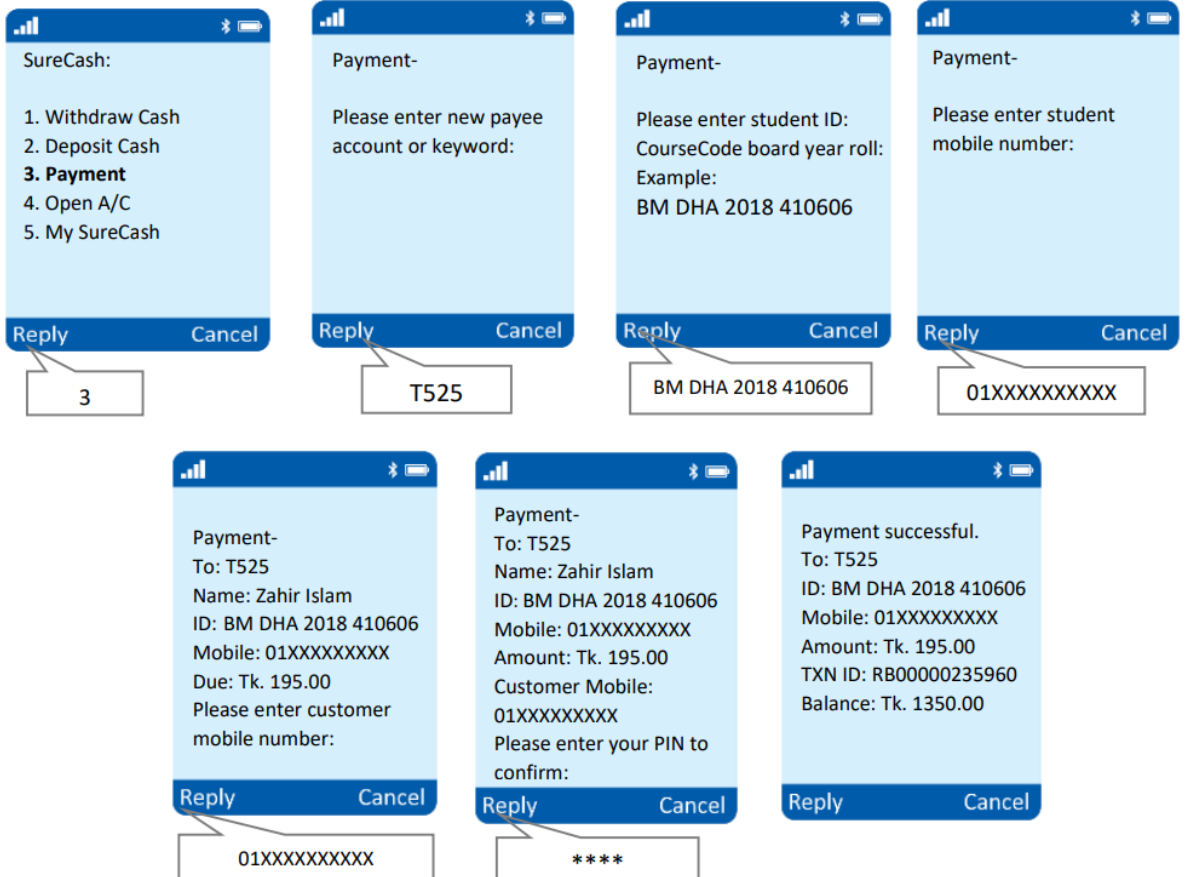 SureCash:
1. Withdraw Cash
2. Deposit Cash
3. Payment
4. Open A/C
5. My SureCash
Reply Cancel
3
Payment-
Please enter new payee
account or keyword:
Reply Cancel
T525
Payment-
Please enter student ID:
CourseCode board year roll:
Example:
BM DHA 2018 410606
Reply Cancel
BM DHA 2018 410606
Payment-
Please enter student
mobile number:
Reply Cancel
01XXXXXXXXXX
Payment-
To: T525
Name: Zahir Islam
ID: BM DHA 2018 410606
Mobile: 01XXXXXXXXX
Due: Tk. 195.00
Please enter customer
mobile number:
Reply Cancel
01XXXXXXXXXX
Payment-
To: T525
Name: Zahir Islam
ID: BM DHA 2018 410606
Mobile: 01XXXXXXXXX
Amount: Tk. 195.00
Customer Mobile:
01XXXXXXXXX
Please enter your PIN to
confirm:
Reply Cancel
****
Payment successful.
To: T525
ID: BM DHA 2018 410606
Mobile: 01XXXXXXXXX
Amount: Tk. 195.00
TXN ID: RB00000235960
Balance: Tk. 1350.00
Reply Cancel